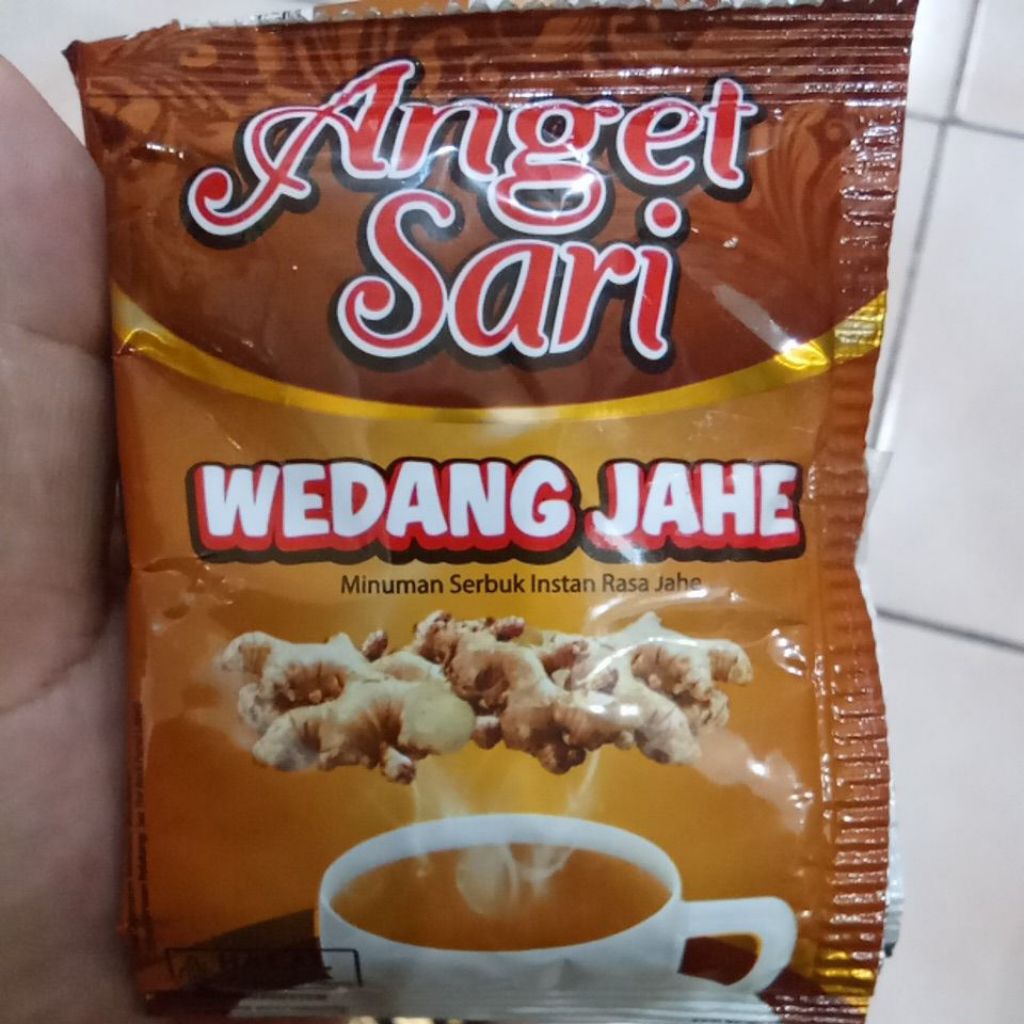 Anget
Sari
WEDANG JAHE
Minuman Serbuk Instan Rasa Jahe